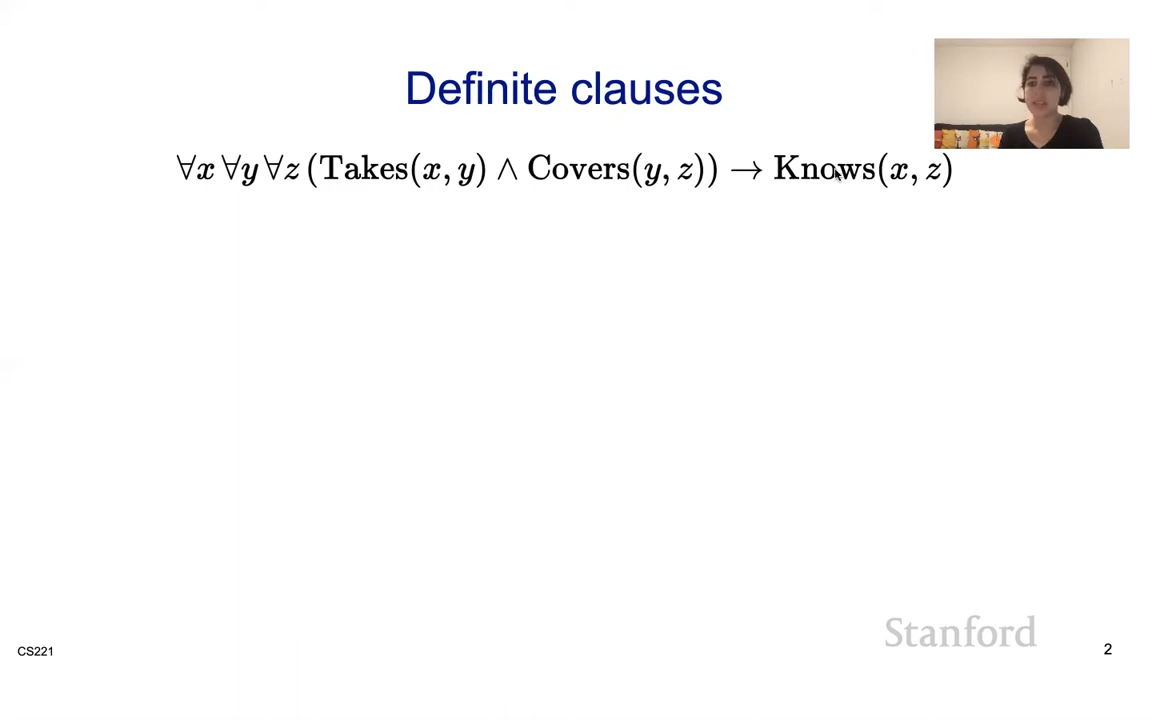 Definite clauses
∀x ∀y ∀z (Takes(x, y) ∧ Covers(y, z)) → Knows(x, z)
Stanford
CS221
2